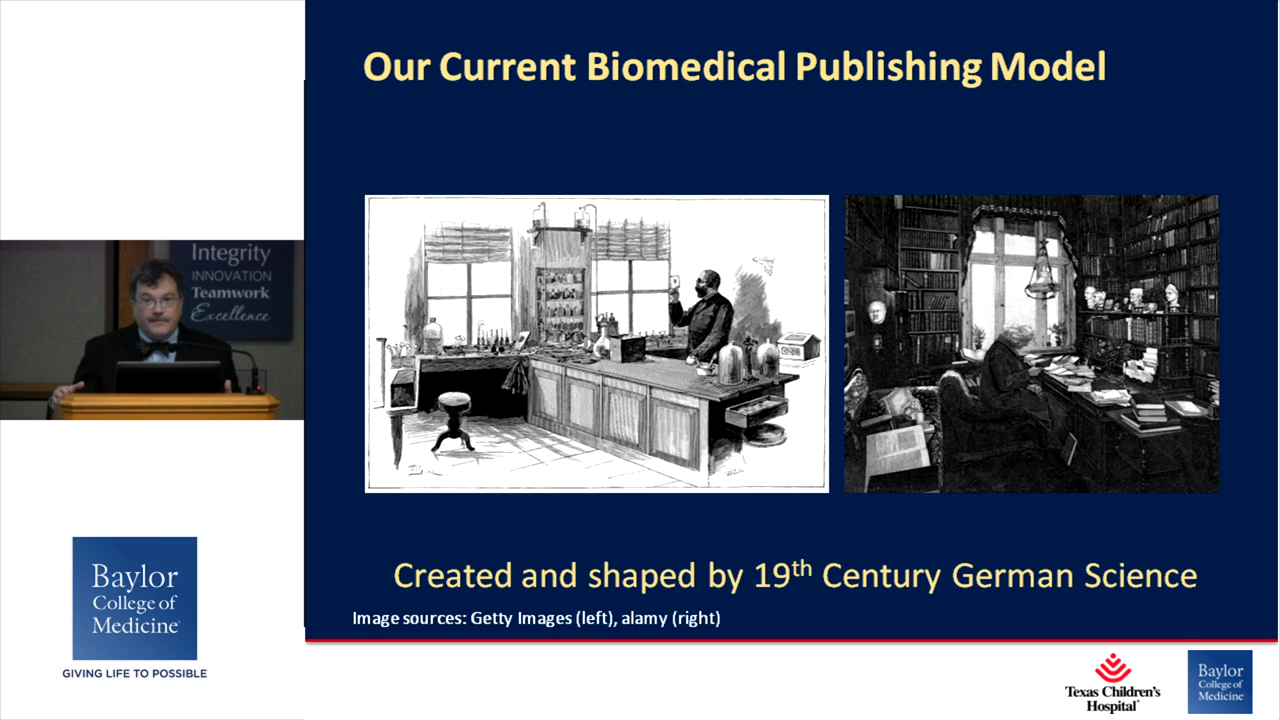 Our Current Biomedical Publishing Model
Integrity
INNOVATION
Teamwork
Excellence
Created and shaped by 19th Century German Science
Image sources: Getty Images (left), alamy (right)
Baylor
College of
Medicine
GIVING LIFE TO POSSIBLE
Texas Children's
Hospital
Baylor
College of
Medicine